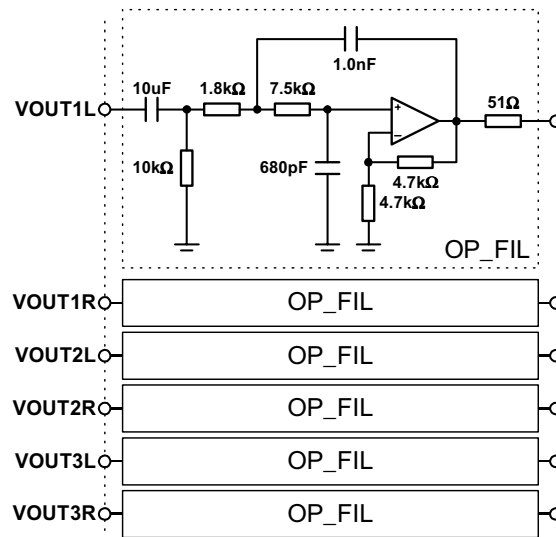 1.0nF
10uF
1.8kΩ
7.5kΩ
VOUT1L
+
−
51Ω
10kΩ
680pF
4.7kΩ
4.7kΩ
OP_FIL
VOUT1R OP_FIL
VOUT2L OP_FIL
VOUT2R OP_FIL
VOUT3L OP_FIL
VOUT3R OP_FIL